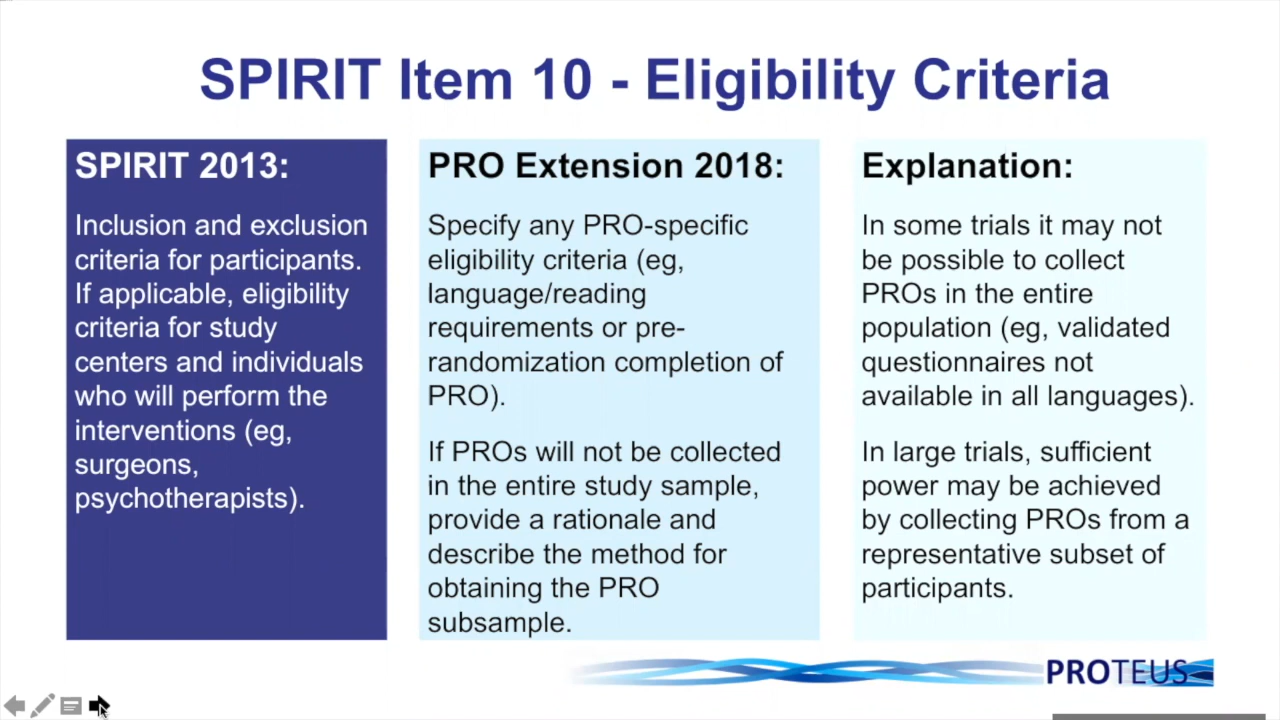 SPIRIT Item 10 - Eligibility Criteria
SPIRIT 2013:
Inclusion and exclusion
criteria for participants.
If applicable, eligibility
criteria for study
centers and individuals
who will perform the
interventions (eg,
surgeons,
psychotherapists).
PRO Extension 2018:
Specify any PRO-specific
eligibility criteria (eg,
language/reading
requirements or pre-
randomization completion of
PRO).
If PROs will not be collected
in the entire study sample,
provide a rationale and
describe the method for
obtaining the PRO
subsample.
Explanation:
In some trials it may not
be possible to collect
PROs in the entire
population (eg, validated
questionnaires not
available in all languages).
In large trials, sufficient
power may be achieved
by collecting PROs from a
representative subset of
participants.
PROTEUS